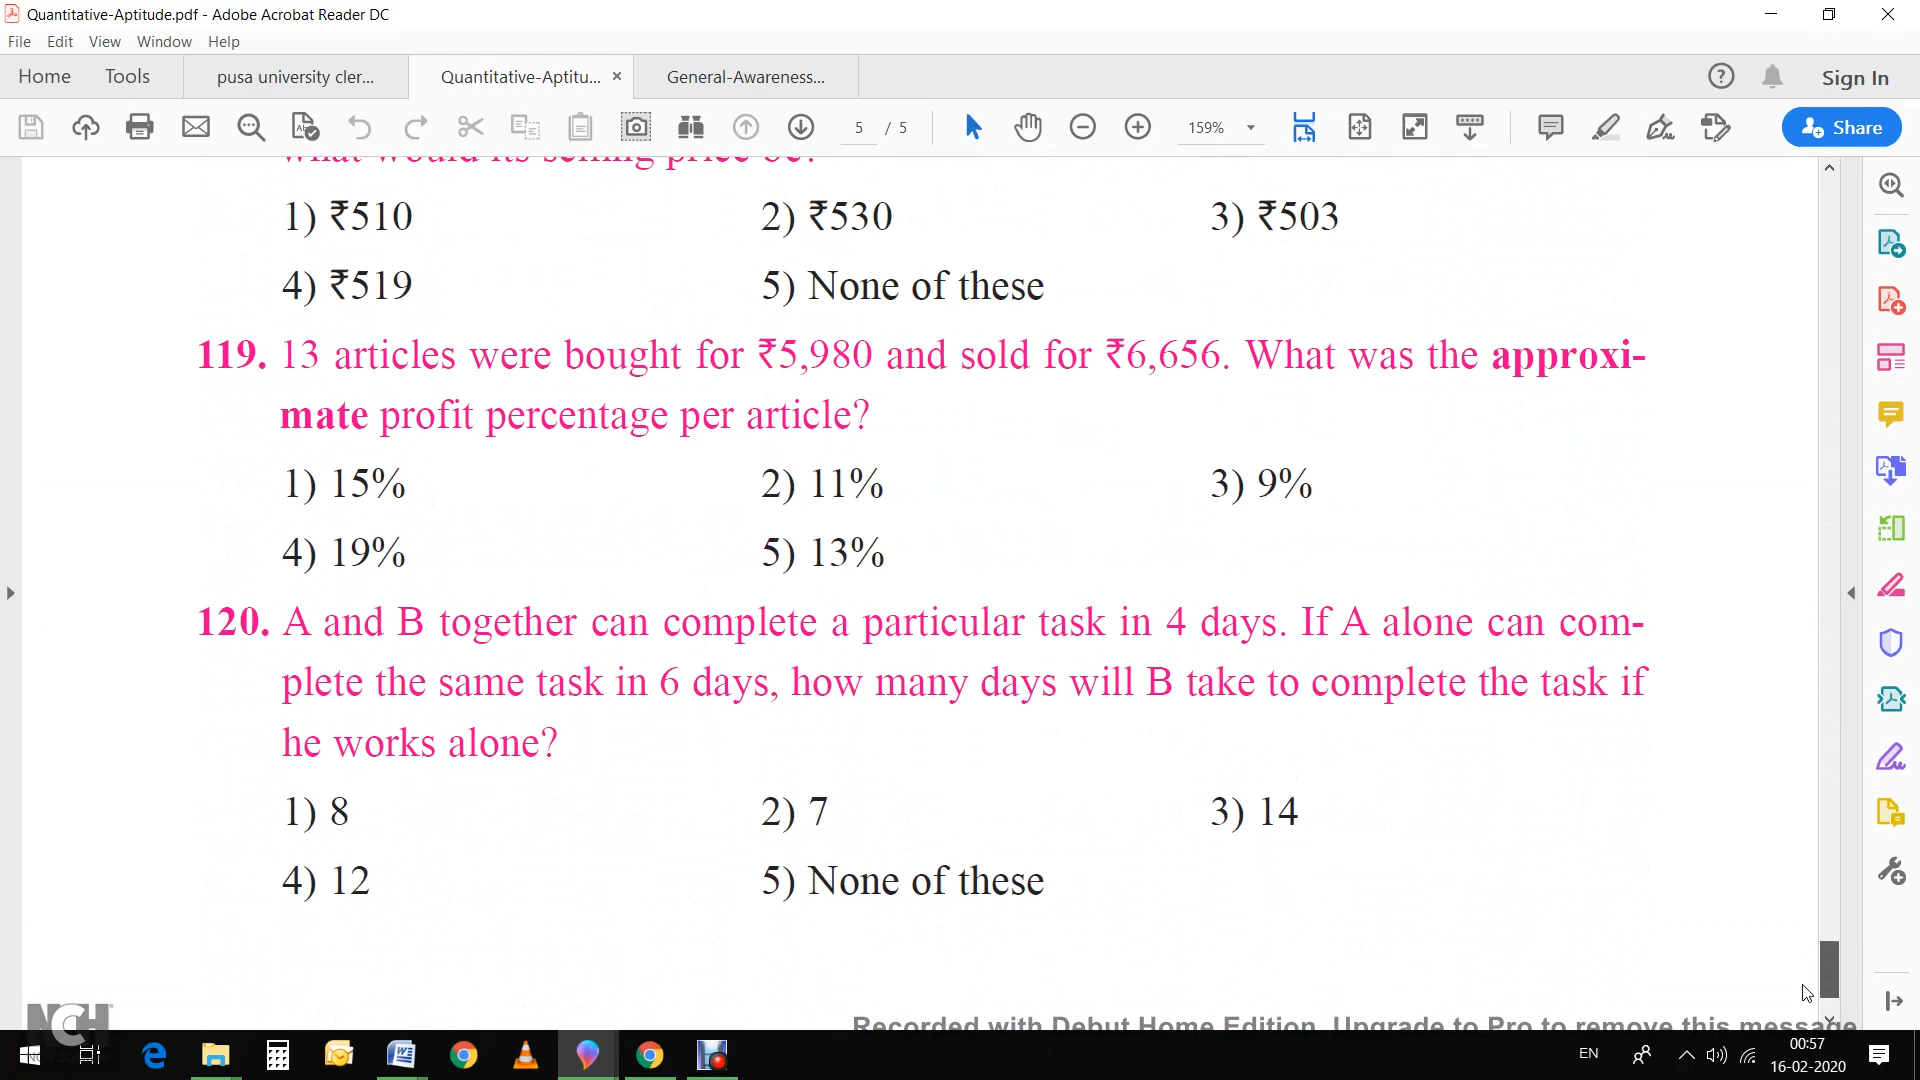 Quantitative-Aptitude.pdf - Adobe Acrobat Reader DC
File Edit View Window Help
Home Tools pusa university cler... Quantitative-Aptitu... × General-Awareness... Sign In
5 / 5 159% Share
what would its selling price be?
1) ₹510 2) ₹530 3) ₹503
4) ₹519 5) None of these
119. 13 articles were bought for ₹5,980 and sold for ₹6,656. What was the approxi-
mate profit percentage per article?
1) 15% 2) 11% 3) 9%
4) 19% 5) 13%
120. A and B together can complete a particular task in 4 days. If A alone can com-
plete the same task in 6 days, how many days will B take to complete the task if
he works alone?
1) 8 2) 7 3) 14
4) 12 5) None of these
NCH
Recorded with Debut Home Edition. Upgrade to Pro to remove this message
EN 00:57
16-02-2020